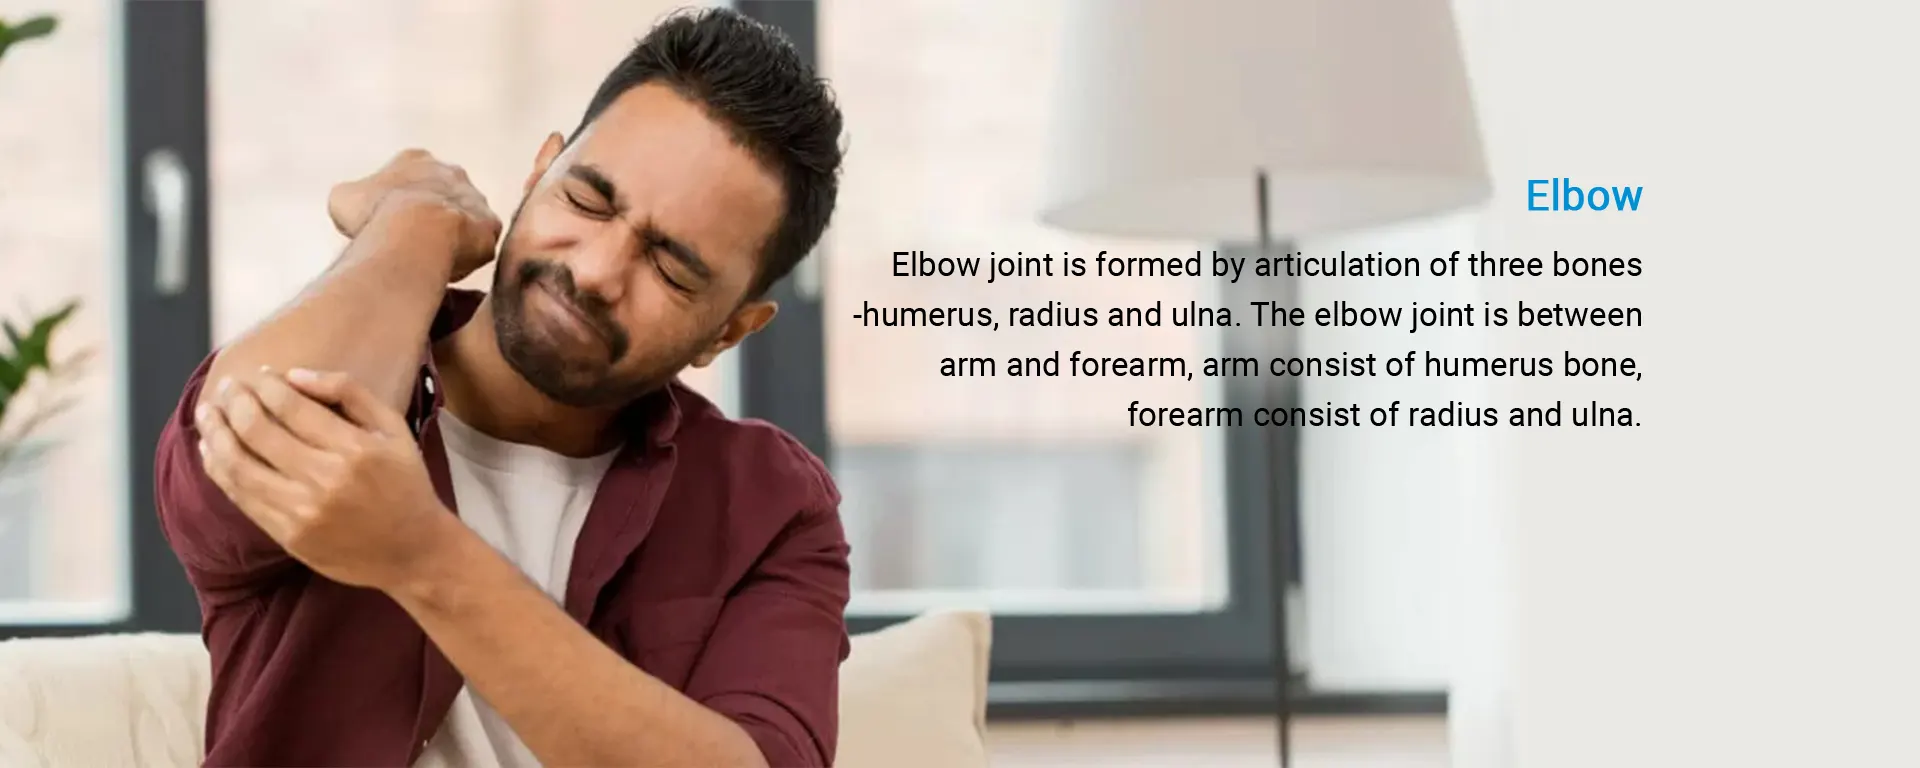 Elbow
Elbow joint is formed by articulation of three bones
-humerus, radius and ulna. The elbow joint is between
arm and forearm, arm consist of humerus bone,
forearm consist of radius and ulna.